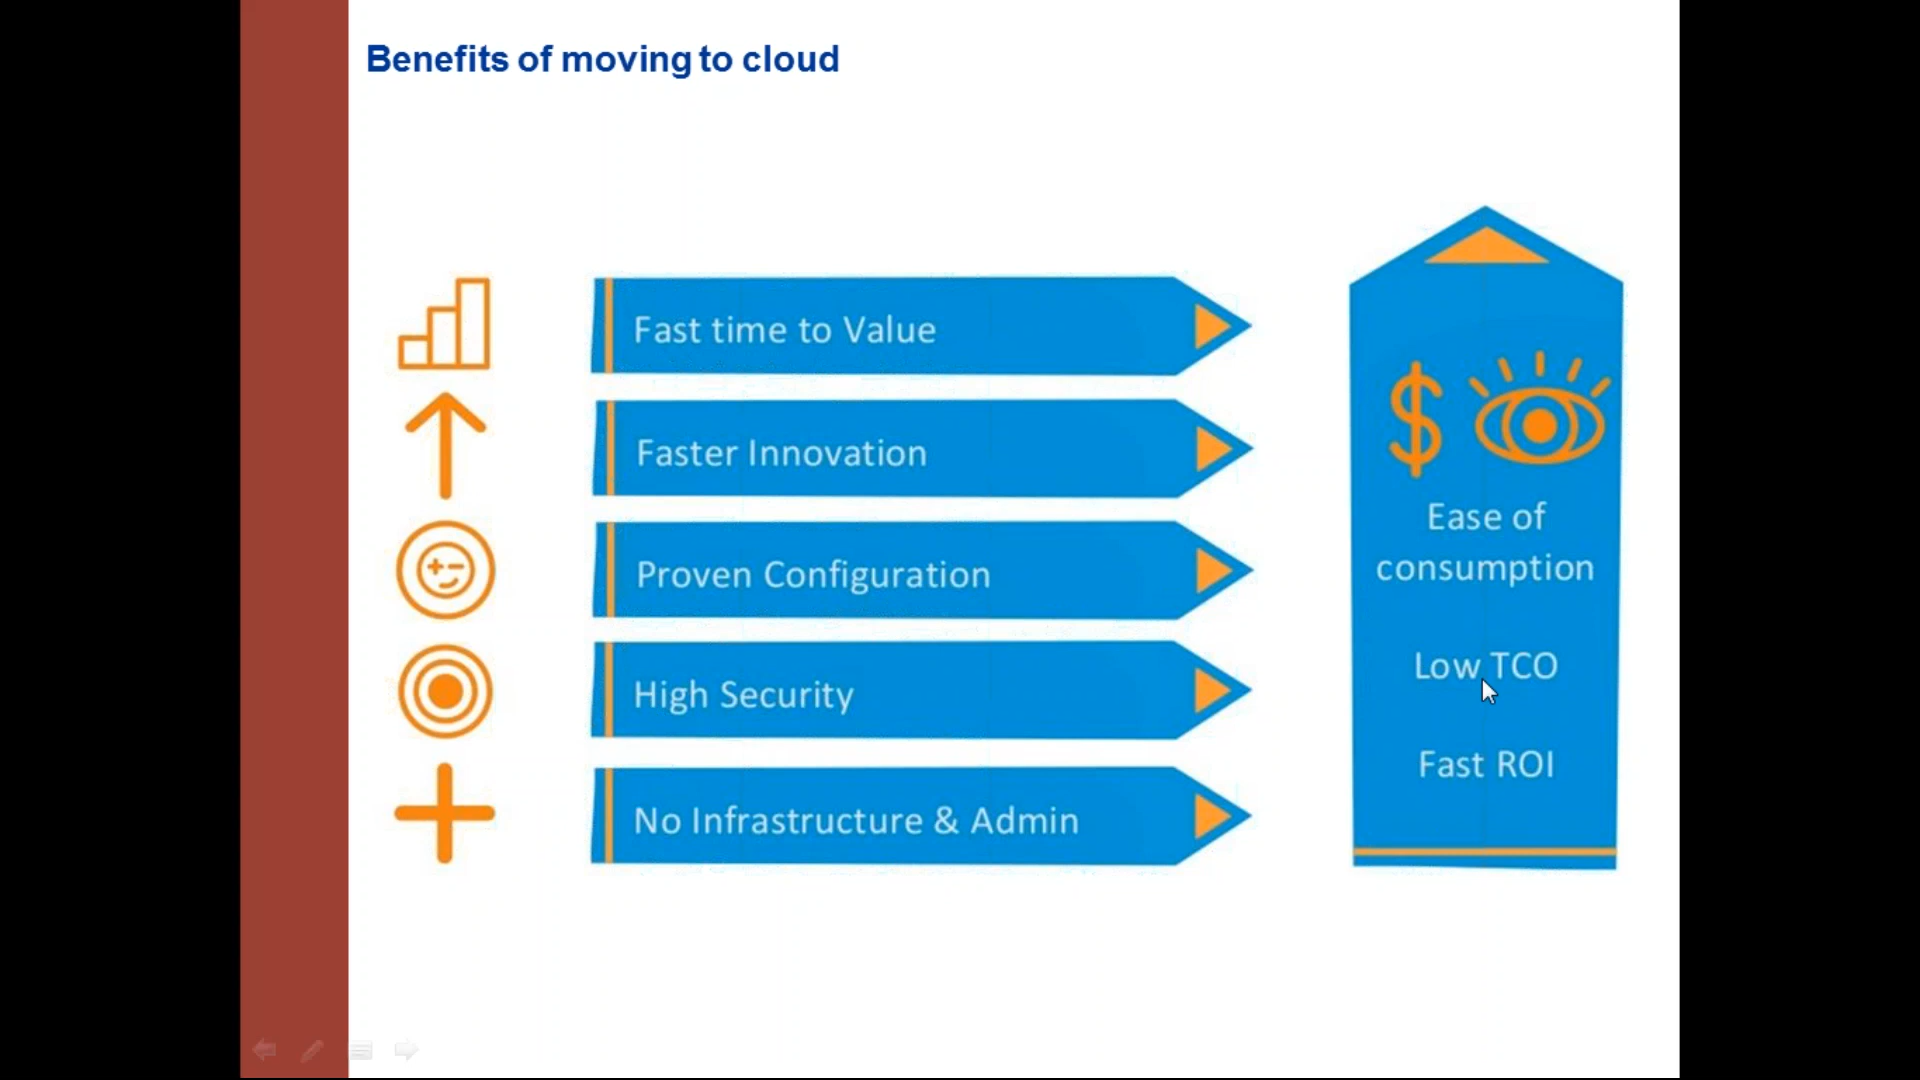 Benefits of moving to cloud
Fast time to Value
Faster Innovation
Proven Configuration
High Security
No Infrastructure & Admin
$
Ease of
consumption
Low TCO
Fast ROI